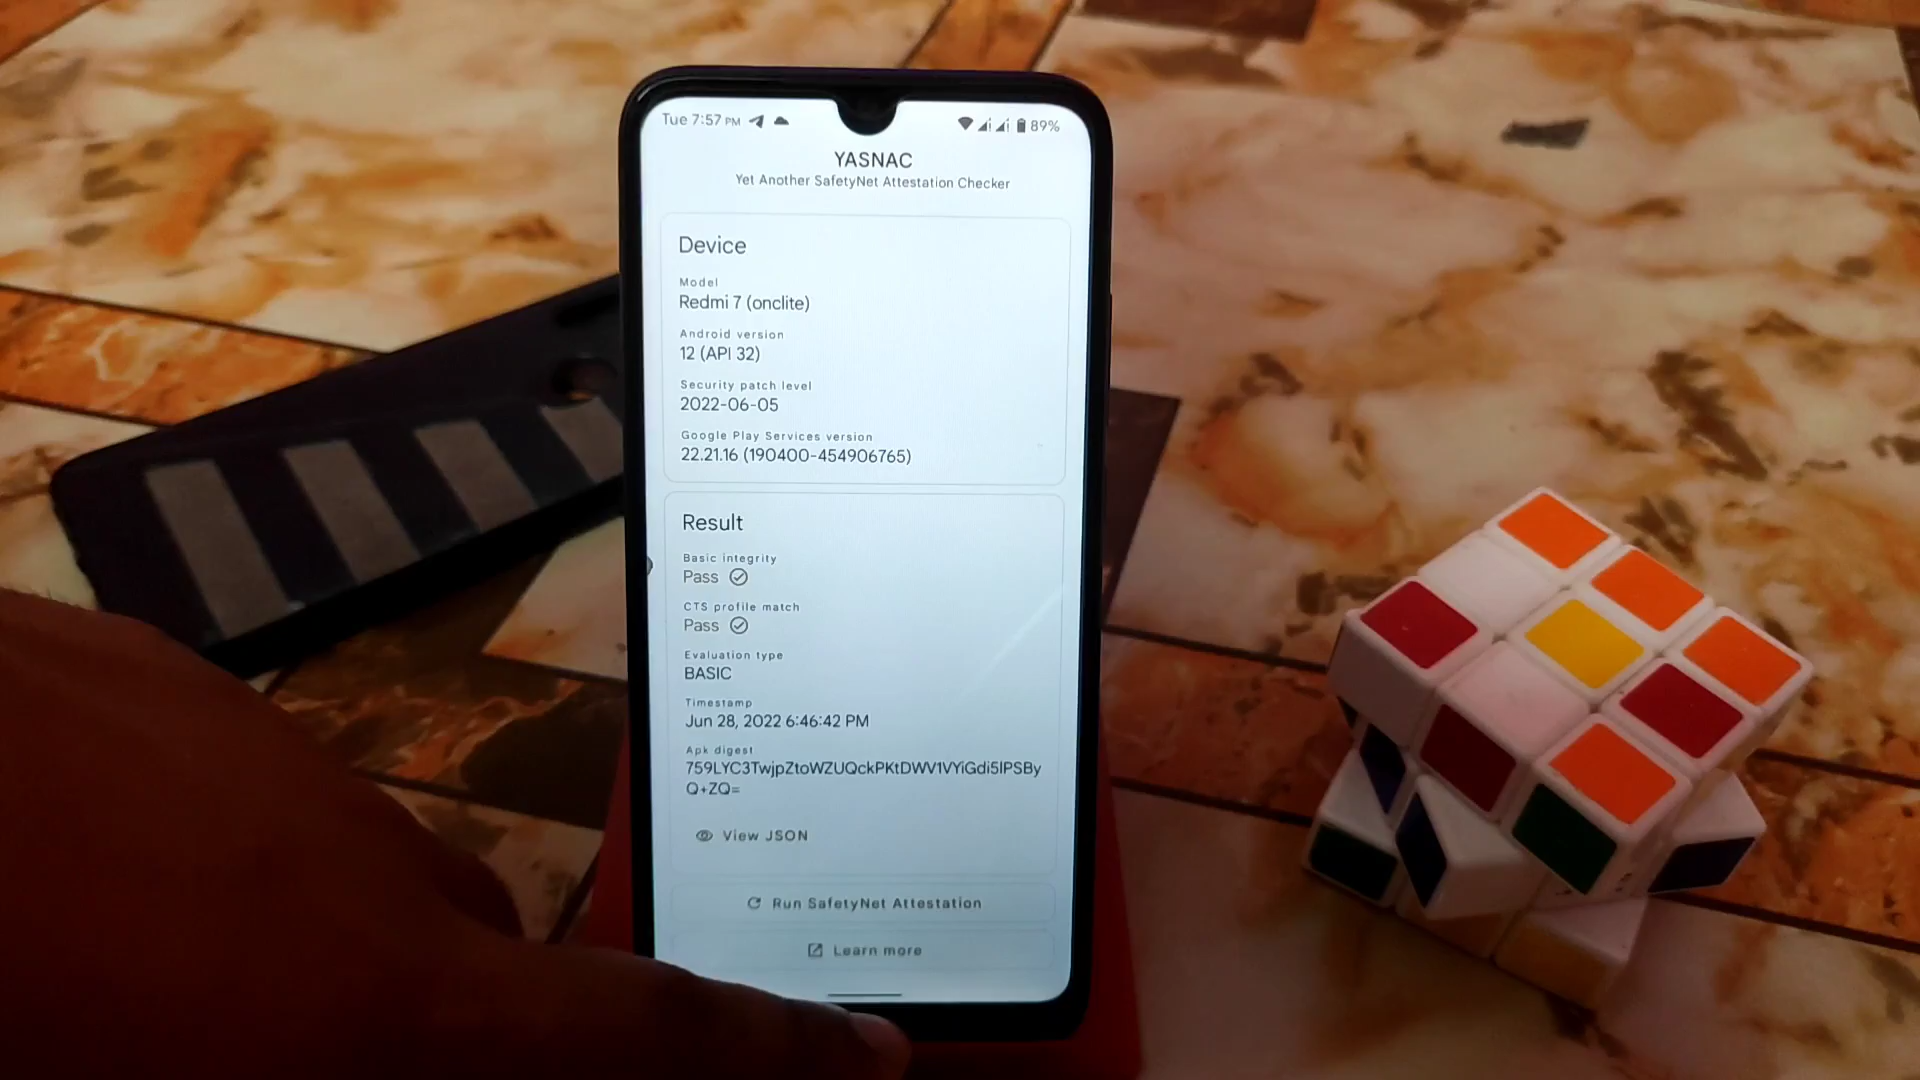 Tue 7:57 PM
89%
YASNAC
Yet Another SafetyNet Attestation Checker
Device
Model
Redmi 7 (onclite)
Android version
12 (API 32)
Security patch level
2022-06-05
Google Play Services version
22.21.16 (190400-454906765)
Result
Basic integrity
Pass
CTS profile match
Pass
Evaluation type
BASIC
Timestamp
Jun 28, 2022 6:46:42 PM
Apk digest
759LYC3TwjpZtoWZUQckPKtDWV1VYiGdi5IPSBy
Q+ZQ=
View JSON
Run SafetyNet Attestation
Learn more